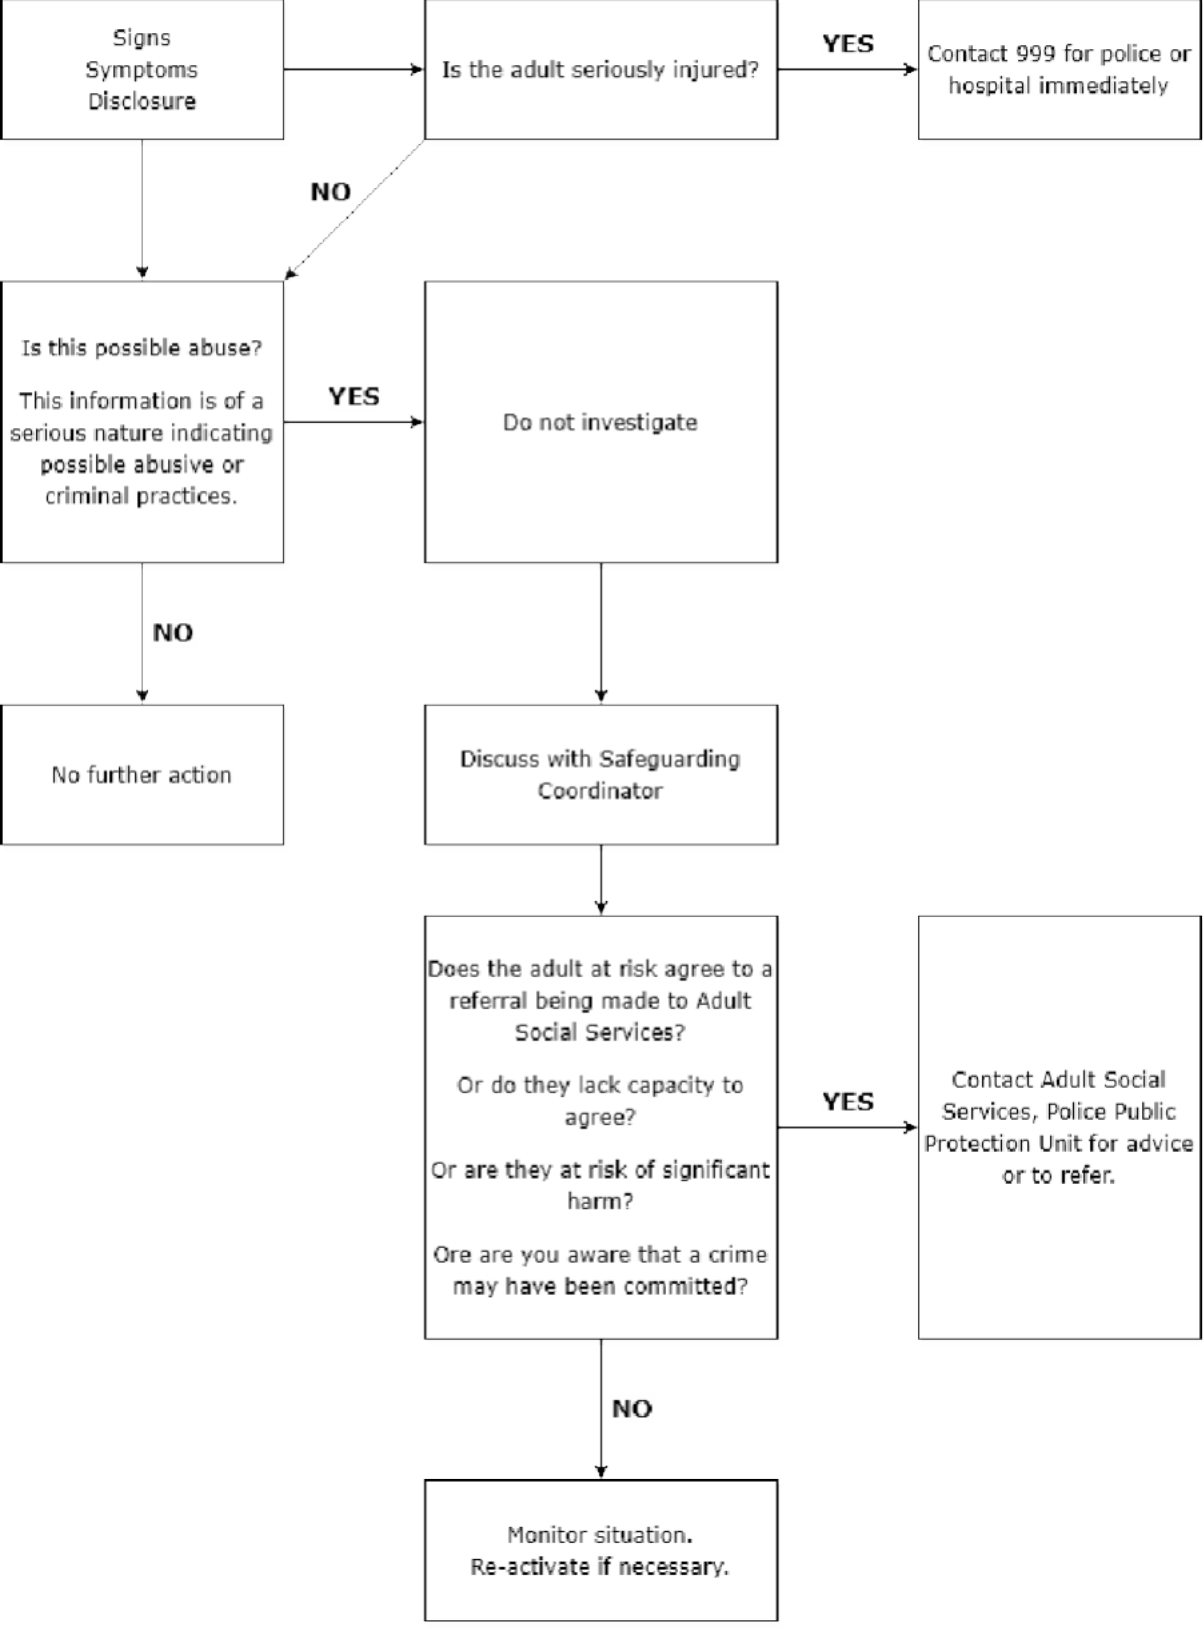 Signs
Symptoms
Disclosure
Is the adult seriously injured?
YES
Contact 999 for police or
hospital immediately
NO
Is this possible abuse?
This information is of a
serious nature indicating
possible abusive or
criminal practices.
YES
Do not investigate
NO
No further action
Discuss with Safeguarding
Coordinator
Does the adult at risk agree to a
referral being made to Adult
Social Services?
Or do they lack capacity to
agree?
Or are they at risk of significant
harm?
Ore are you aware that a crime
may have been committed?
YES
Contact Adult Social
Services, Police Public
Protection Unit for advice
or to refer.
NO
Monitor situation.
Re-activate if necessary.